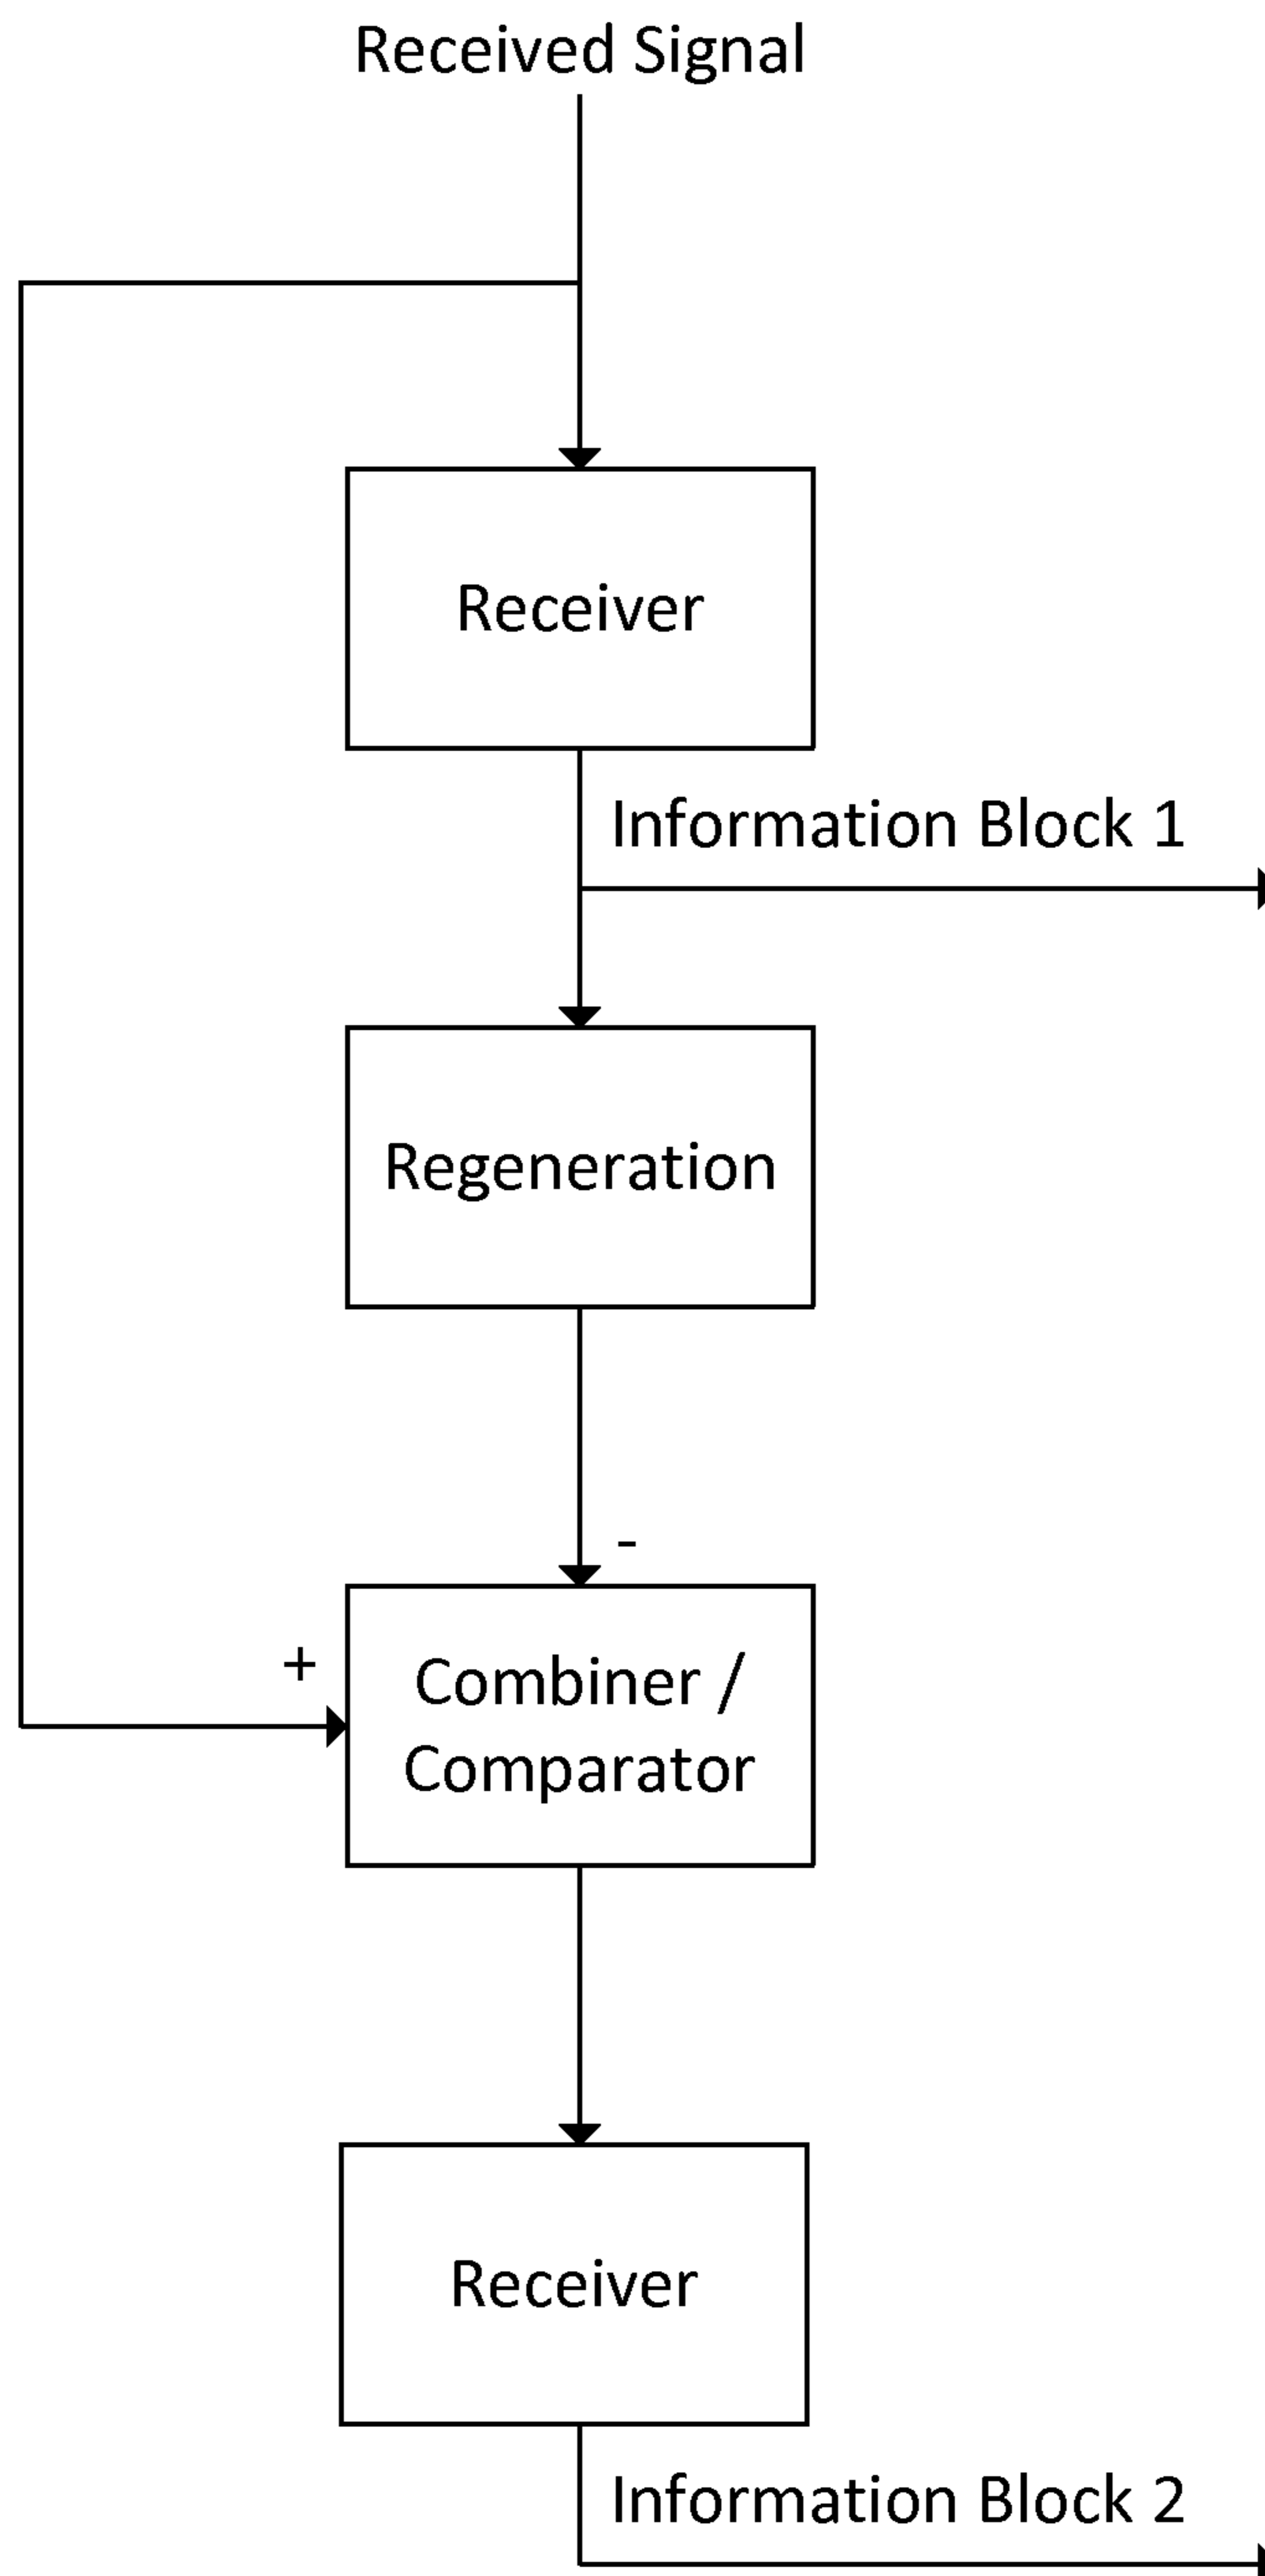 Received Signal
Receiver
Information Block 1
Regeneration
-
+
Combiner /
Comparator
Receiver
Information Block 2